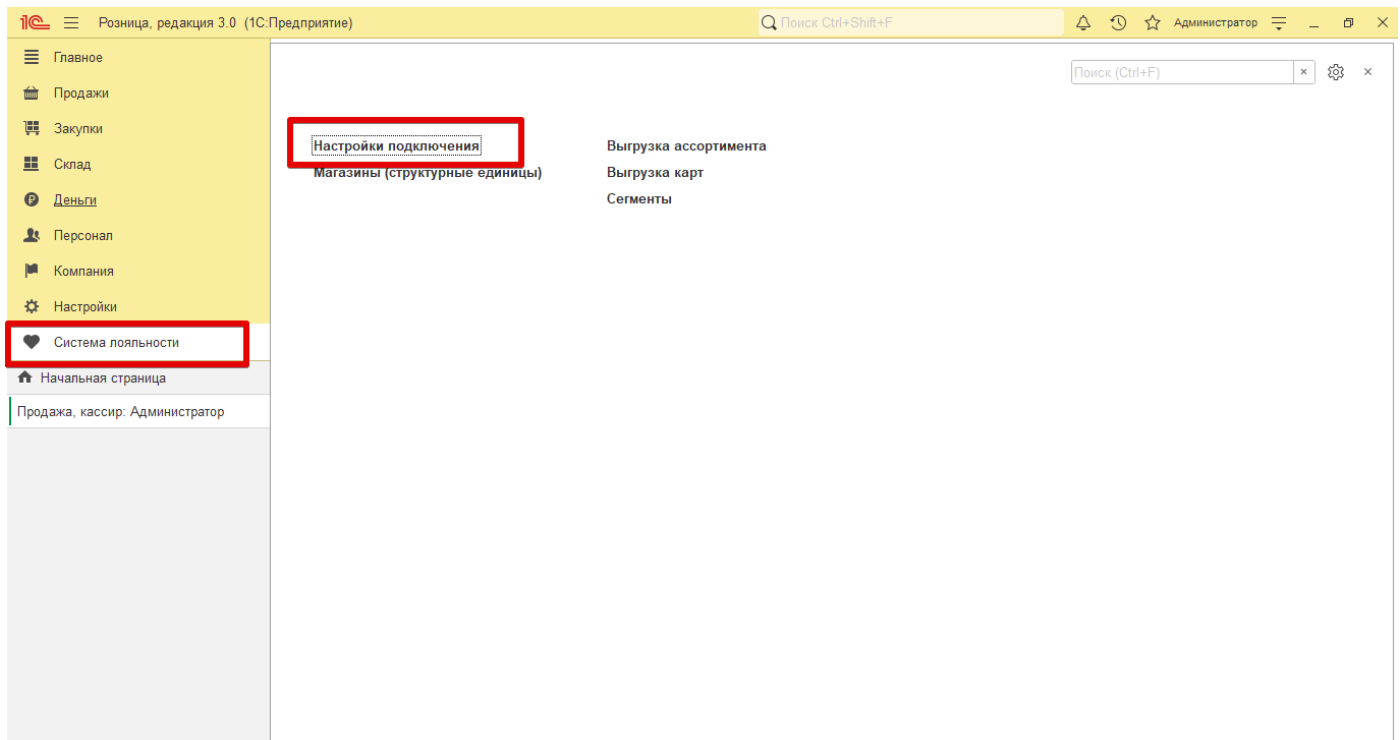 1С Розница, редакция 3.0 (1С:Предприятие) Поиск Ctrl+Shift+F Администратор
Главное
Продажи
Закупки
Склад
Деньги
Персонал
Компания
Настройки
Система лояльности
Начальная страница
Продажа, кассир: Администратор
Поиск (Ctrl+F)
Настройки подключения
Магазины (структурные единицы)
Выгрузка ассортимента
Выгрузка карт
Сегменты